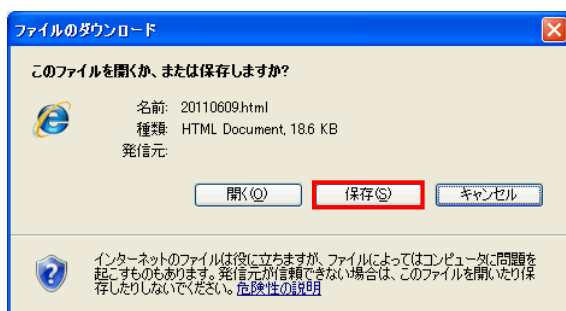 ファイルのダウンロード
このファイルを開くか、または保存しますか?
名前: 20110609.html
種類: HTML Document, 18.6 KB
発信元:
開く(O) 保存(S) キャンセル
インターネットのファイルは役に立ちますが、ファイルによってはコンピュータに問題を
起こすものもあります。発信元が信頼できない場合は、このファイルを開いたり保
存したりしないでください。危険性の説明